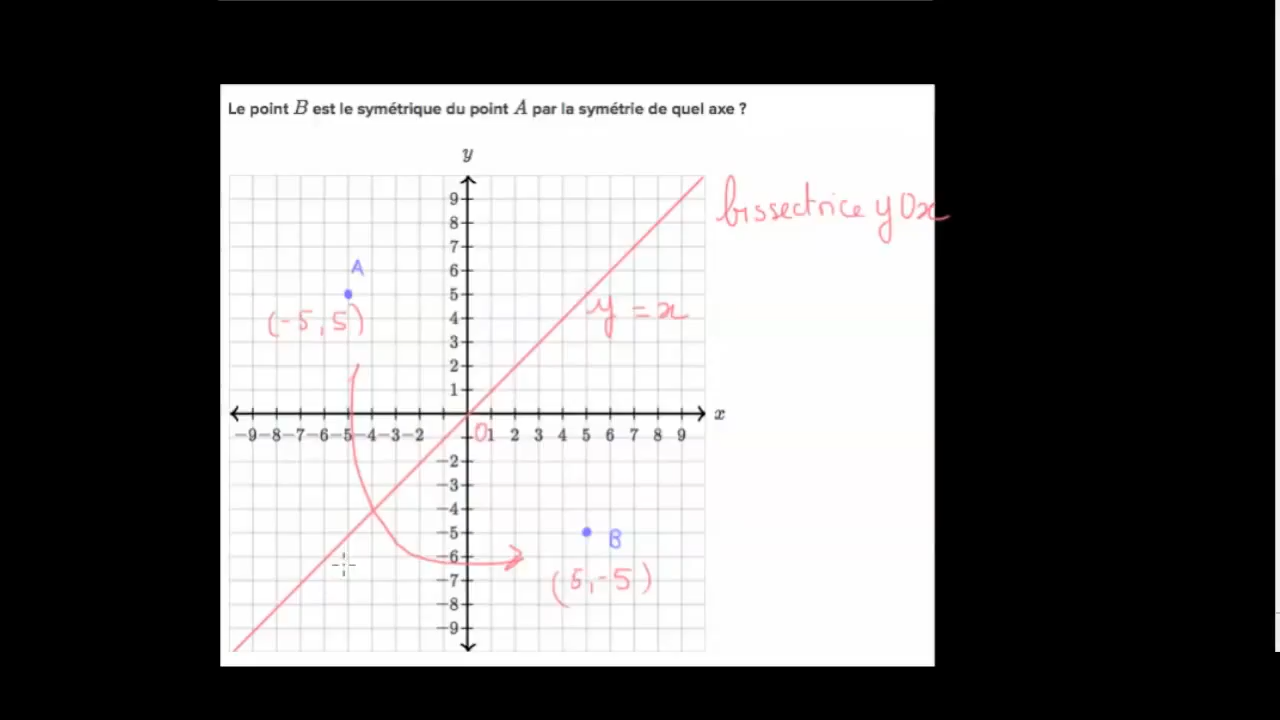 Le point B est le symétrique du point A par la symétrie de quel axe ?
y
bissectrice yOx
9
8
7
A
6
5
y = x
(-5, 5)
4
3
2
1
x
-9 -8 -7 -6 -5 -4 -3 -2 O 1 2 3 4 5 6 7 8 9
-2
-3
-4
-5
B
-6
(5, -5)
-7
-8
-9